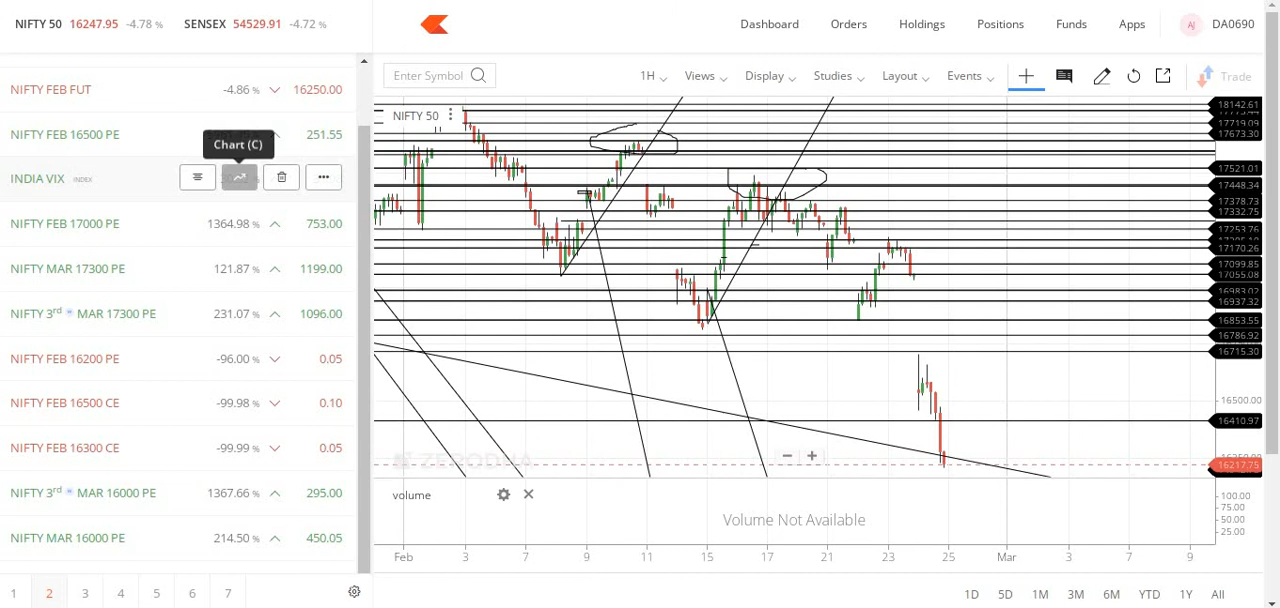 NIFTY 50 16247.95 -4.78 % SENSEX 54529.91 -4.72 %
Dashboard Orders Holdings Positions Funds Apps AJ DA0690
Enter Symbol 1H Views Display Studies Layout Events Trade
NIFTY FEB FUT -4.86 % 16250.00
NIFTY FEB 16500 PE 251.55
Chart (C)
INDIA VIX INDEX
NIFTY FEB 17000 PE 1364.98 % 753.00
NIFTY MAR 17300 PE 121.87 % 1199.00
NIFTY 3rd w MAR 17300 PE 231.07 % 1096.00
NIFTY FEB 16200 PE -96.00 % 0.05
NIFTY FEB 16500 CE -99.98 % 0.10
NIFTY FEB 16300 CE -99.99 % 0.05
NIFTY 3rd w MAR 16000 PE 1367.66 % 295.00
NIFTY MAR 16000 PE 214.50 % 450.05
1 2 3 4 5 6 7
NIFTY 50
18142.61
17719.09
17673.30
17521.01
17448.34
17378.73
17332.75
17253.76
17170.26
17099.85
17055.08
16983.02
16937.32
16853.55
16786.92
16715.30
16500.00
16410.97
16217.75
ZERODHA
volume
Volume Not Available
100.00
75.00
50.00
25.00
Feb 3 7 9 11 15 17 21 23 25 Mar 3 7 9
1D 5D 1M 3M 6M YTD 1Y All